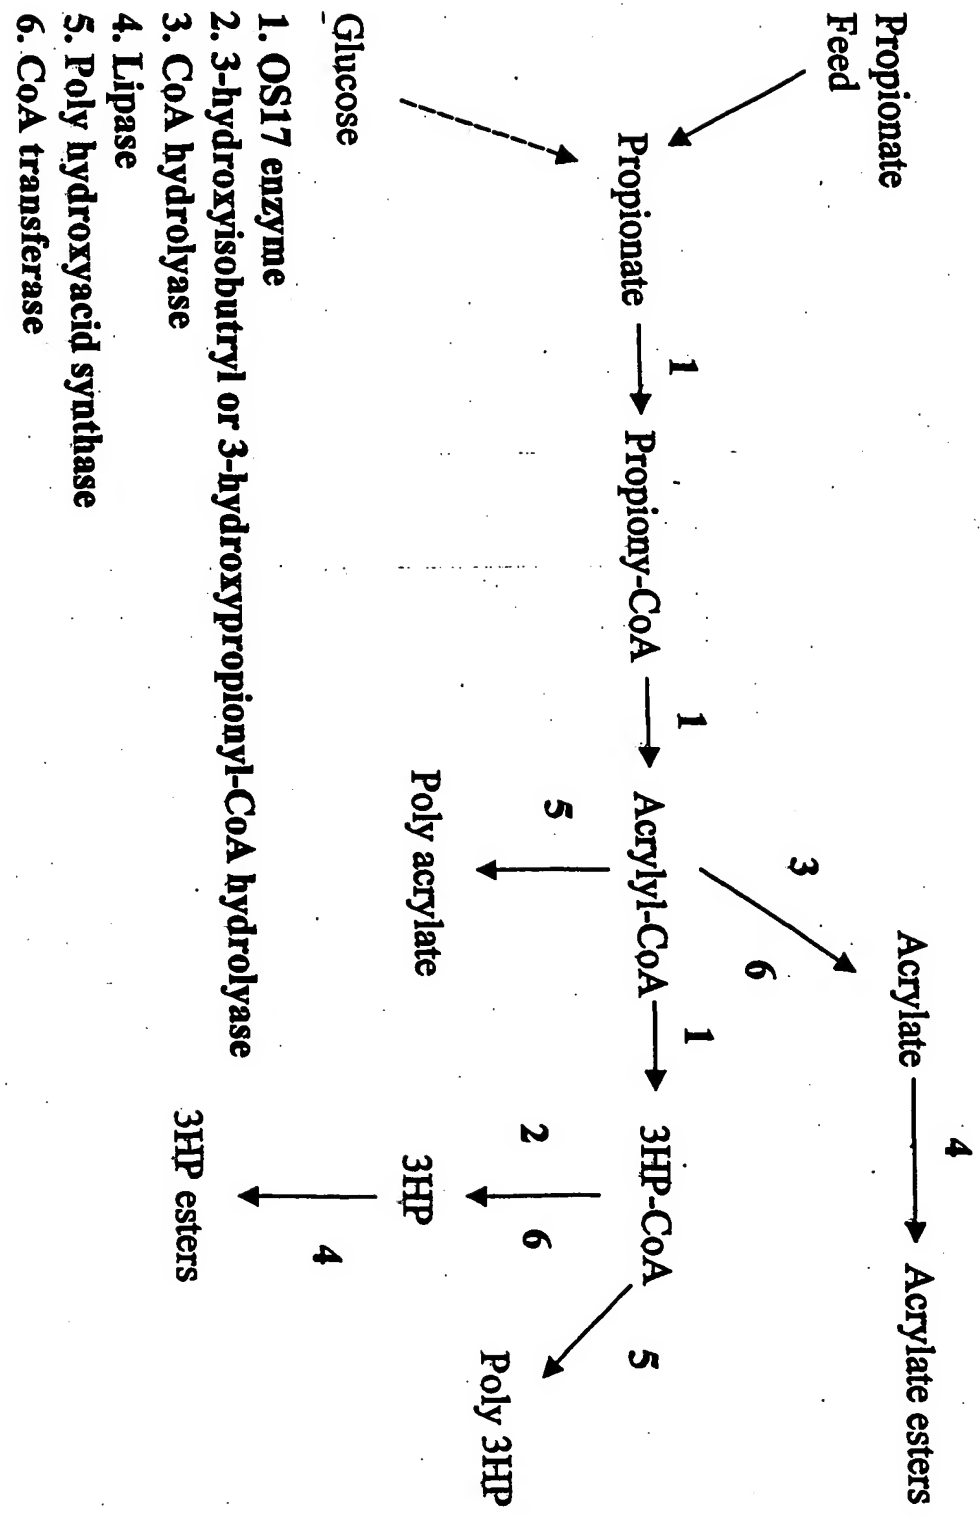 Propionate
Feed
Glucose
Propionate
1
Propiony-CoA
1
Acrylyl-CoA
1
3HP-CoA
3
6
Acrylate
4
Acrylate esters
5
Poly acrylate
2
6
3HP
4
3HP esters
5
Poly 3HP
1. OS17 enzyme
2. 3-hydroxyisobutryl or 3-hydroxypropionyl-CoA hydrolyase
3. CoA hydrolyase
4. Lipase
5. Poly hydroxyacid synthase
6. CoA transferase